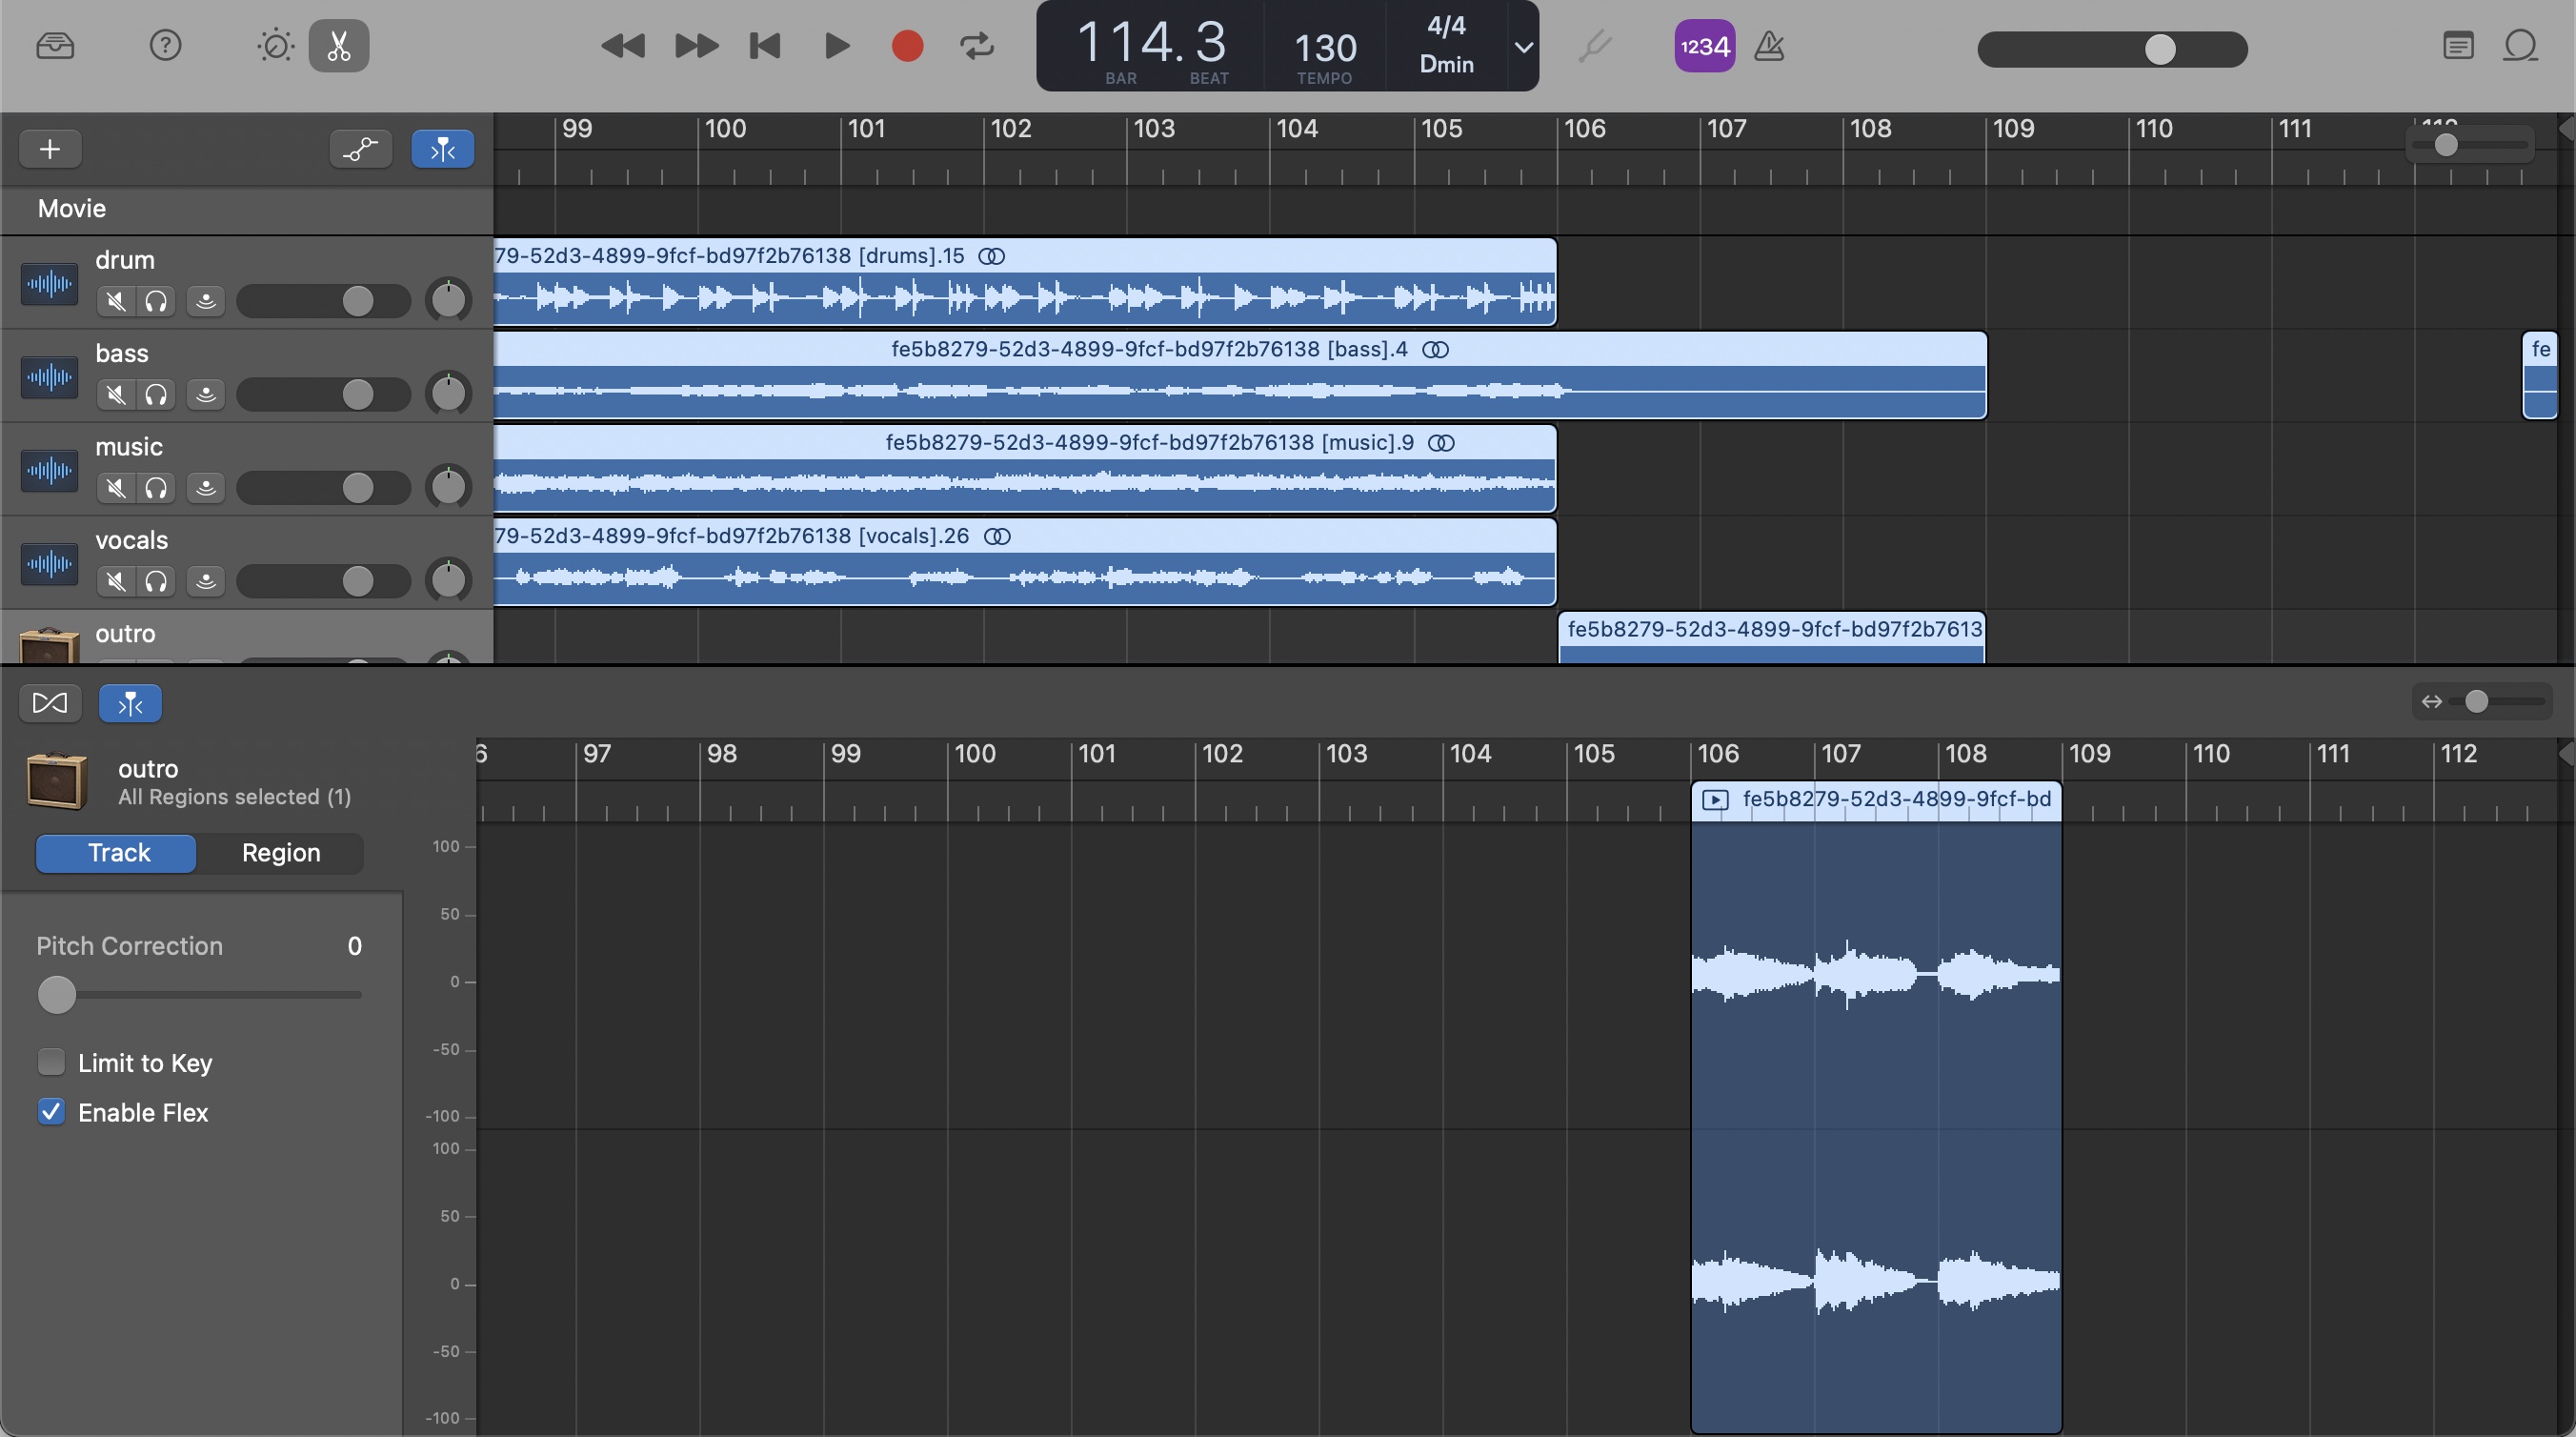 114.3
BAR BEAT
130
TEMPO
4/4
Dmin
1234
99 100 101 102 103 104 105 106 107 108 109 110 111
Movie
drum
79-52d3-4899-9fcf-bd97f2b76138 [drums].15
bass
fe5b8279-52d3-4899-9fcf-bd97f2b76138 [bass].4
fe
music
fe5b8279-52d3-4899-9fcf-bd97f2b76138 [music].9
vocals
79-52d3-4899-9fcf-bd97f2b76138 [vocals].26
outro
fe5b8279-52d3-4899-9fcf-bd97f2b7613
6 97 98 99 100 101 102 103 104 105 106 107 108 109 110 111 112
outro
All Regions selected (1)
fe5b8279-52d3-4899-9fcf-bd
Track Region
Pitch Correction 0
Limit to Key
Enable Flex
100
50
0
-50
-100
100
50
0
-50
-100